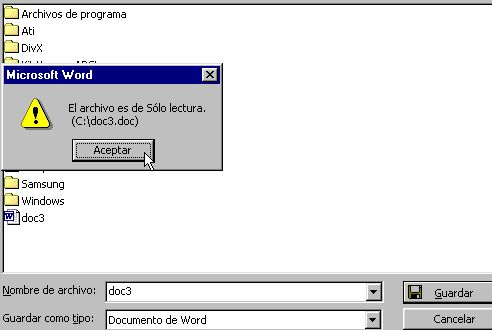 Archivos de programa
Ati
DivX
Microsoft Word
El archivo es de Sólo lectura.
(C:\doc3.doc)
Aceptar
Samsung
Windows
doc3
Nombre de archivo:
doc3
Guardar
Guardar como tipo:
Documento de Word
Cancelar